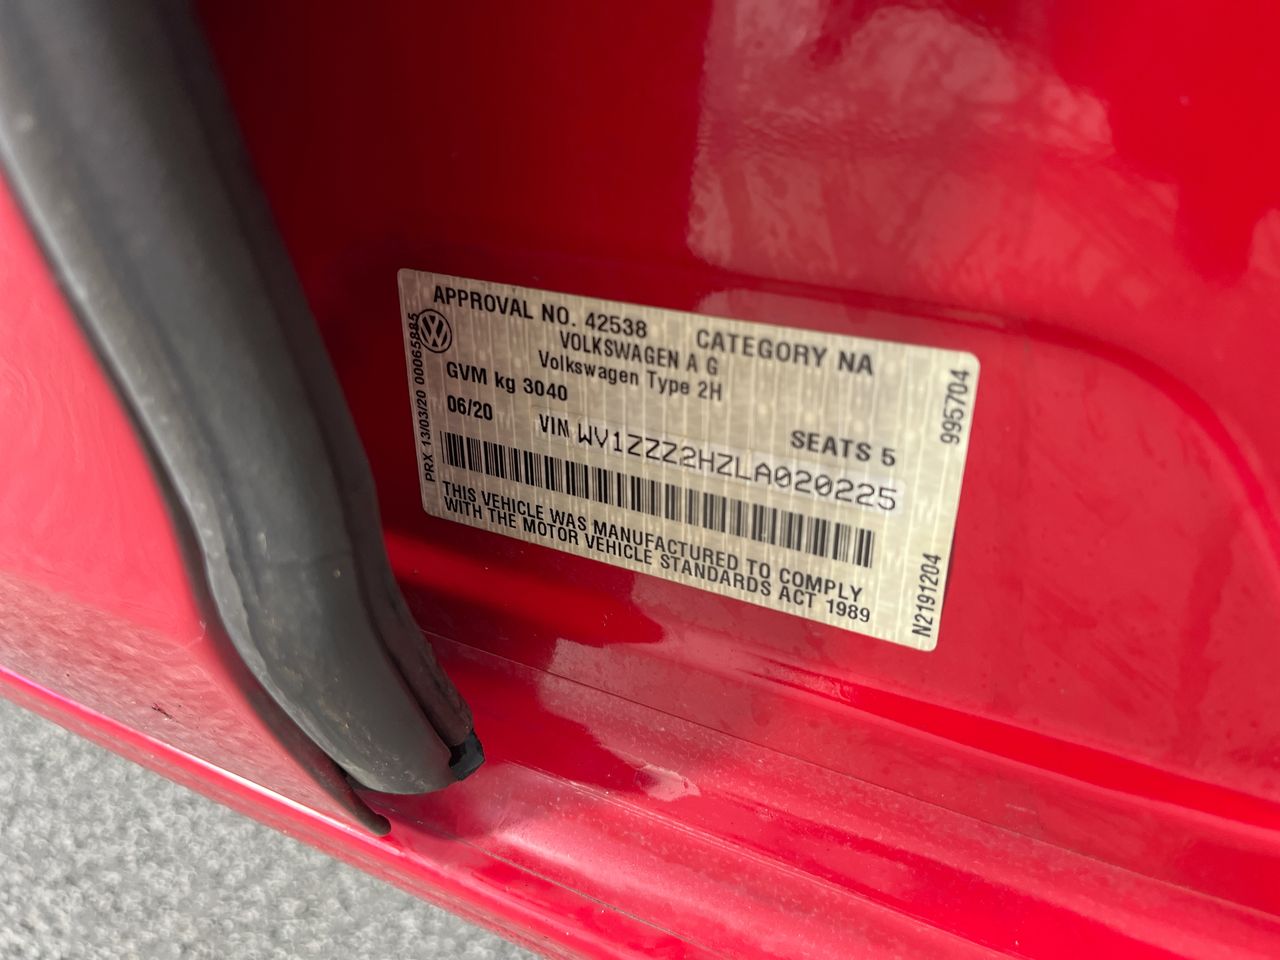 APPROVAL NO. 42538 CATEGORY NA
VOLKSWAGEN A G
Volkswagen Type 2H
GVM kg 3040
06/20 SEATS 5
VIN WV1ZZZ2HZLA020225
THIS VEHICLE WAS MANUFACTURED TO COMPLY
WITH THE MOTOR VEHICLE STANDARDS ACT 1989
PRX 13/03/20 00065885
995704
N2191204